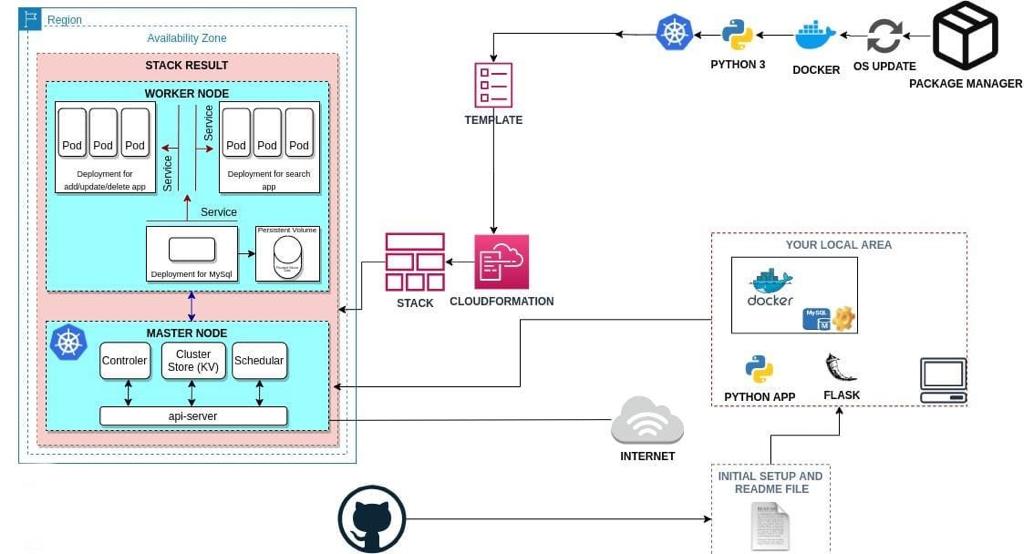 Region
Availability Zone
STACK RESULT
WORKER NODE
Pod Pod Pod
Deployment for
add/update/delete app
Service
Service
Pod Pod Pod
Deployment for search
app
Service
Deployment for MySql
Persistent Volume
MASTER NODE
Controler
Cluster
Store (KV)
Schedular
api-server
TEMPLATE
PYTHON 3
DOCKER
OS UPDATE
PACKAGE MANAGER
STACK
CLOUDFORMATION
YOUR LOCAL AREA
docker
MySQL
M
PYTHON APP
FLASK
INTERNET
INITIAL SETUP AND
README FILE